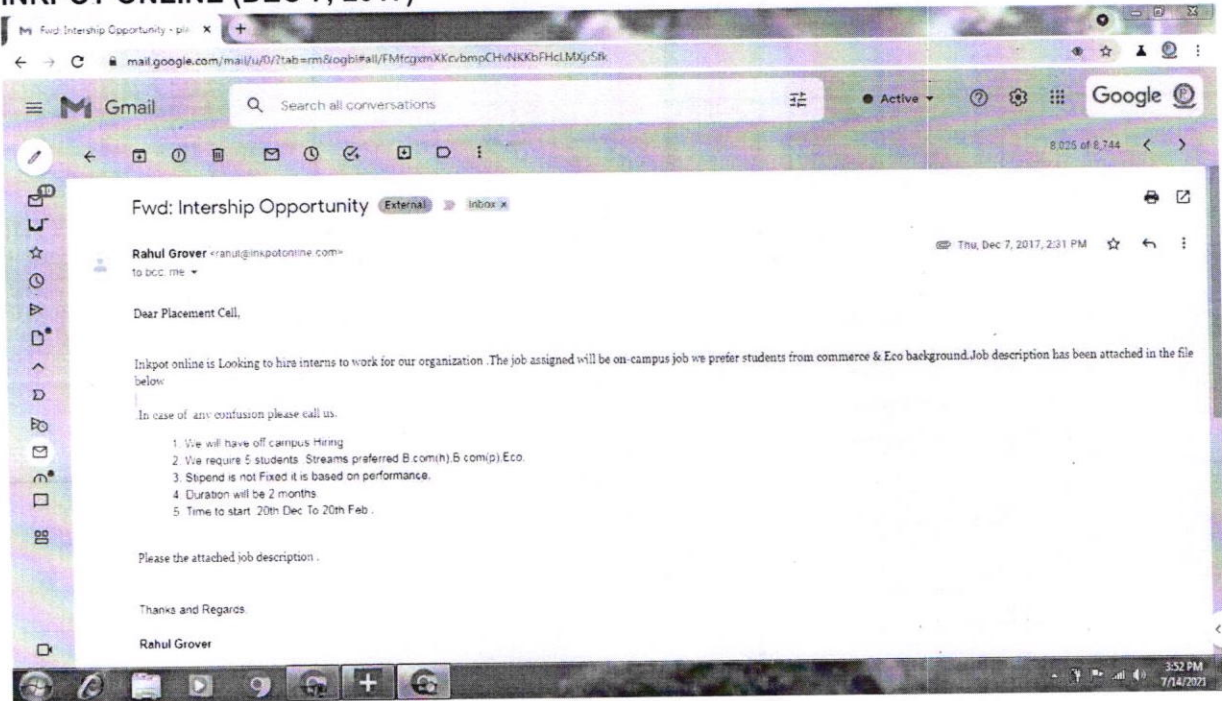 INKPOT ONLINE (DEC 7, 2017)
Fwd: Intership Opportunity - pla
mail.google.com/mail/u/0/?tab=rm&ogbl#all/
Gmail
Search all conversations
Active
Google
8,025 of 8,744
10
Fwd: Intership Opportunity External Inbox x
Rahul Grover <rahul@inkpotonline.com>
Thu, Dec 7, 2017, 2:31 PM
to bcc: me
Dear Placement Cell,
Inkpot online is Looking to hire interns to work for our organization .The job assigned will be on-campus job we prefer students from commerce & Eco background.Job description has been attached in the file
below
In case of any confusion please call us.
1. We will have off campus Hiring
2. We require 5 students. Streams preferred B.com(h),B.com(p),Eco.
3. Stipend is not Fixed it is based on performance.
4. Duration will be 2 months
5. Time to start 20th Dec To 20th Feb .
Please the attached job description .
Thanks and Regards.
Rahul Grover
3:52 PM
7/14/2021